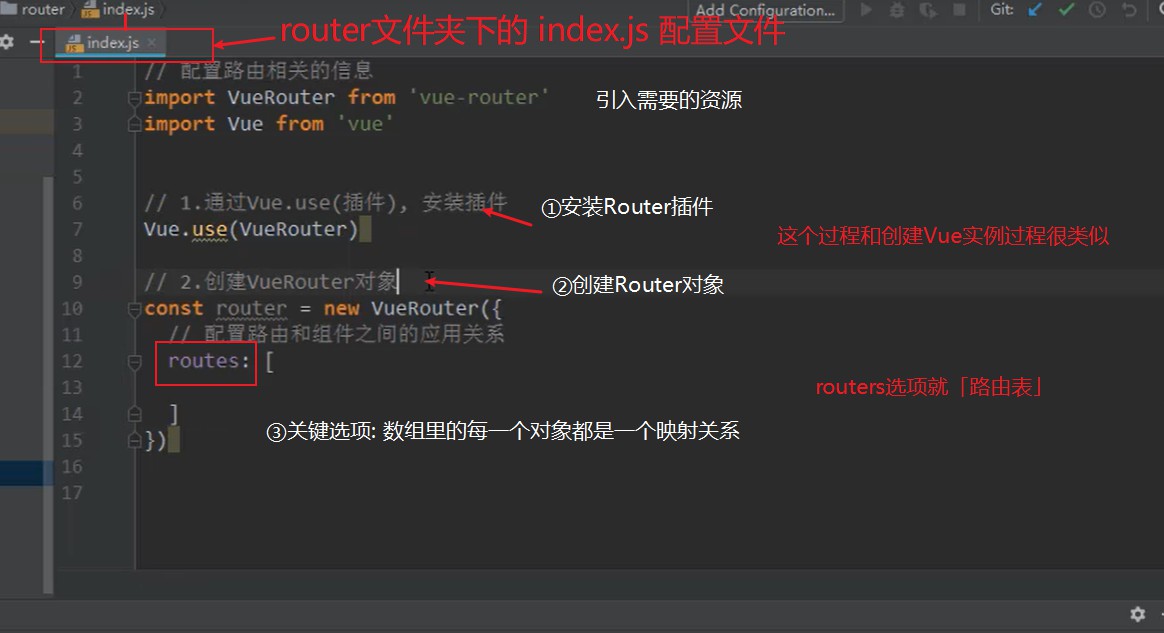 router index.js
Add Configuration... Git:
index.js
router文件夹下的 index.js 配置文件
1 // 配置路由相关的信息
2 import VueRouter from 'vue-router'
引入需要的资源
3 import Vue from 'vue'
4
5
6 // 1.通过Vue.use(插件), 安装插件
①安装Router插件
7 Vue.use(VueRouter)
这个过程和创建Vue实例过程很类似
8
9 // 2.创建VueRouter对象
②创建Router对象
10 const router = new VueRouter({
11 // 配置路由和组件之间的应用关系
12 routes: [
13
routers选项就「路由表」
14 ]
15 })
③关键选项: 数组里的每一个对象都是一个映射关系
16
17